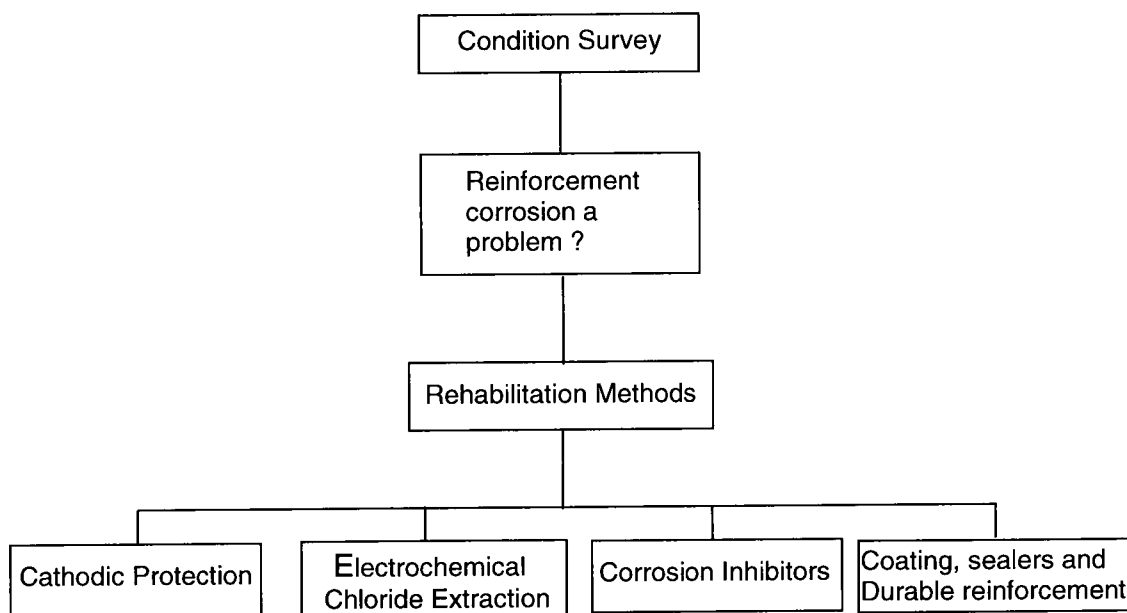 Condition Survey
Reinforcement
corrosion a
problem ?
Rehabilitation Methods
Cathodic Protection
Electrochemical
Chloride Extraction
Corrosion Inhibitors
Coating, sealers and
Durable reinforcement